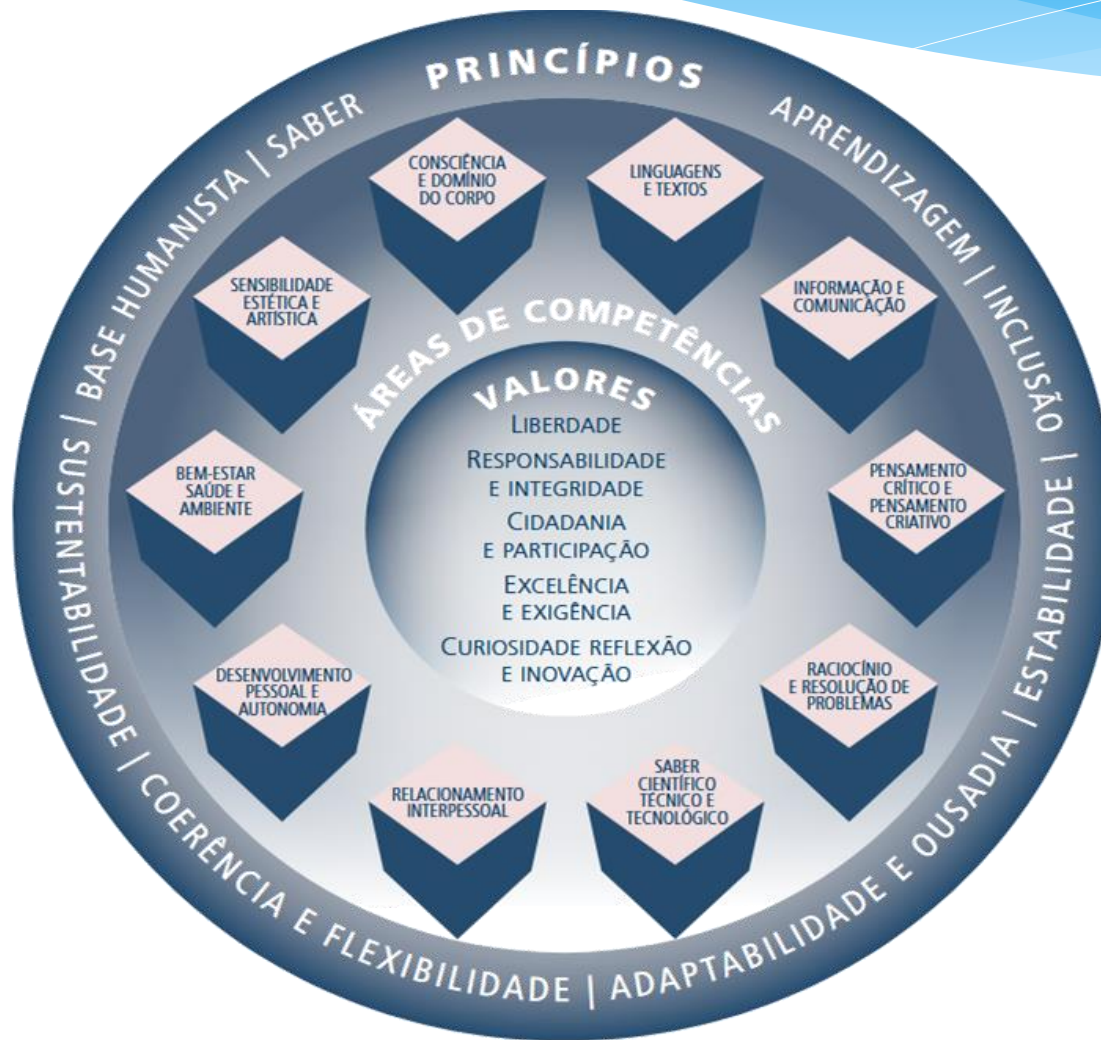 PRINCÍPIOS
SUSTENTABILIDADE | BASE HUMANISTA | SABER
APRENDIZAGEM | INCLUSÃO |
COERÊNCIA E FLEXIBILIDADE | ADAPTABILIDADE E OUSADIA | ESTABILIDADE |
ÁREAS DE COMPETÊNCIAS
CONSCIÊNCIA
E DOMÍNIO
DO CORPO
LINGUAGENS
E TEXTOS
INFORMAÇÃO E
COMUNICAÇÃO
PENSAMENTO
CRÍTICO E
PENSAMENTO
CRIATIVO
RACIOCÍNIO
E RESOLUÇÃO DE
PROBLEMAS
SABER
CIENTÍFICO
TÉCNICO E
TECNOLÓGICO
RELACIONAMENTO
INTERPESSOAL
DESENVOLVIMENTO
PESSOAL E
AUTONOMIA
BEM-ESTAR
SAÚDE E
AMBIENTE
SENSIBILIDADE
ESTÉTICA E
ARTÍSTICA
VALORES
LIBERDADE
RESPONSABILIDADE
E INTEGRIDADE
CIDADANIA
E PARTICIPAÇÃO
EXCELÊNCIA
E EXIGÊNCIA
CURIOSIDADE REFLEXÃO
E INOVAÇÃO